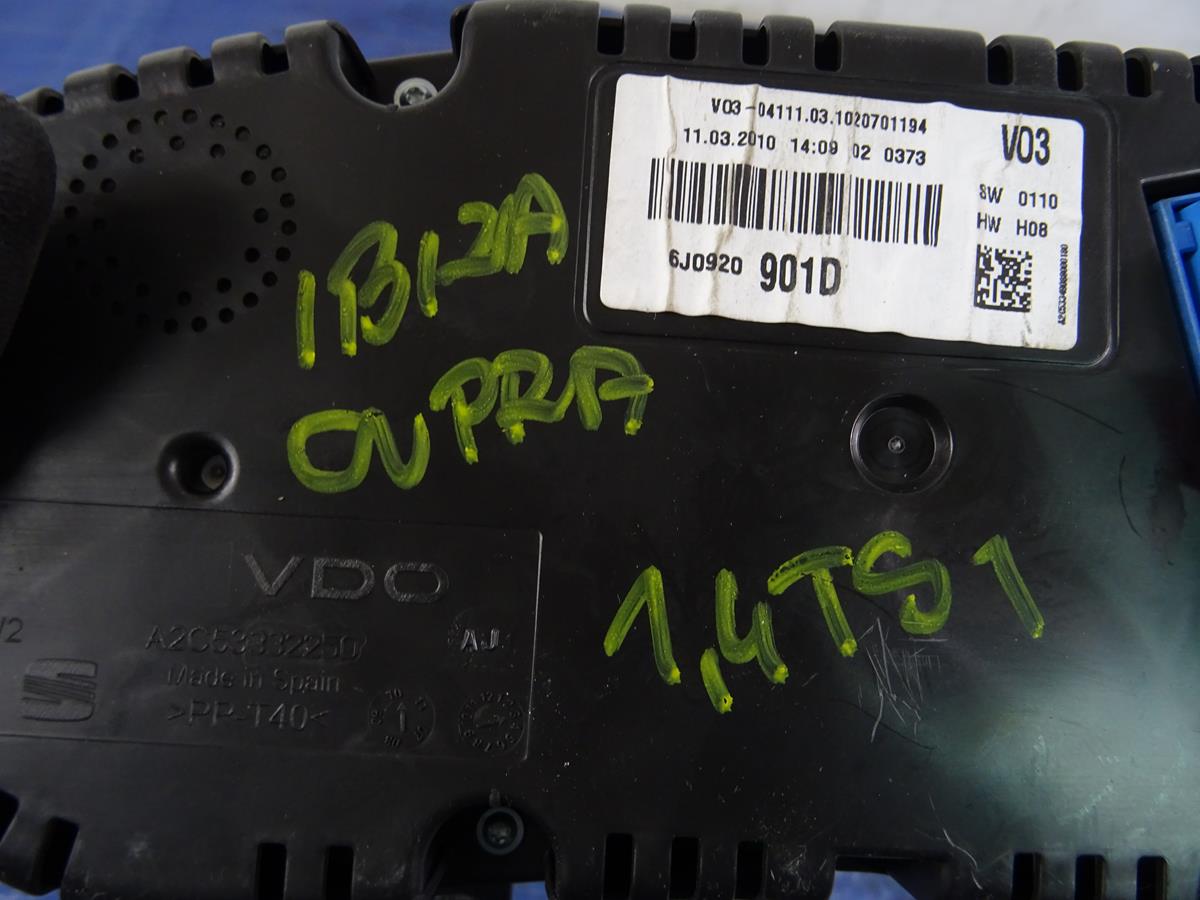 V03-04111.03.1020701194
11.03.2010 14:09 02 0373
V03
SW 0110
HW H08
6J0920 901D
IBIZA
CUPRA
1,4TSI
VDO
/2
A2C53332250
AJ
Made in Spain
>PP-T40<